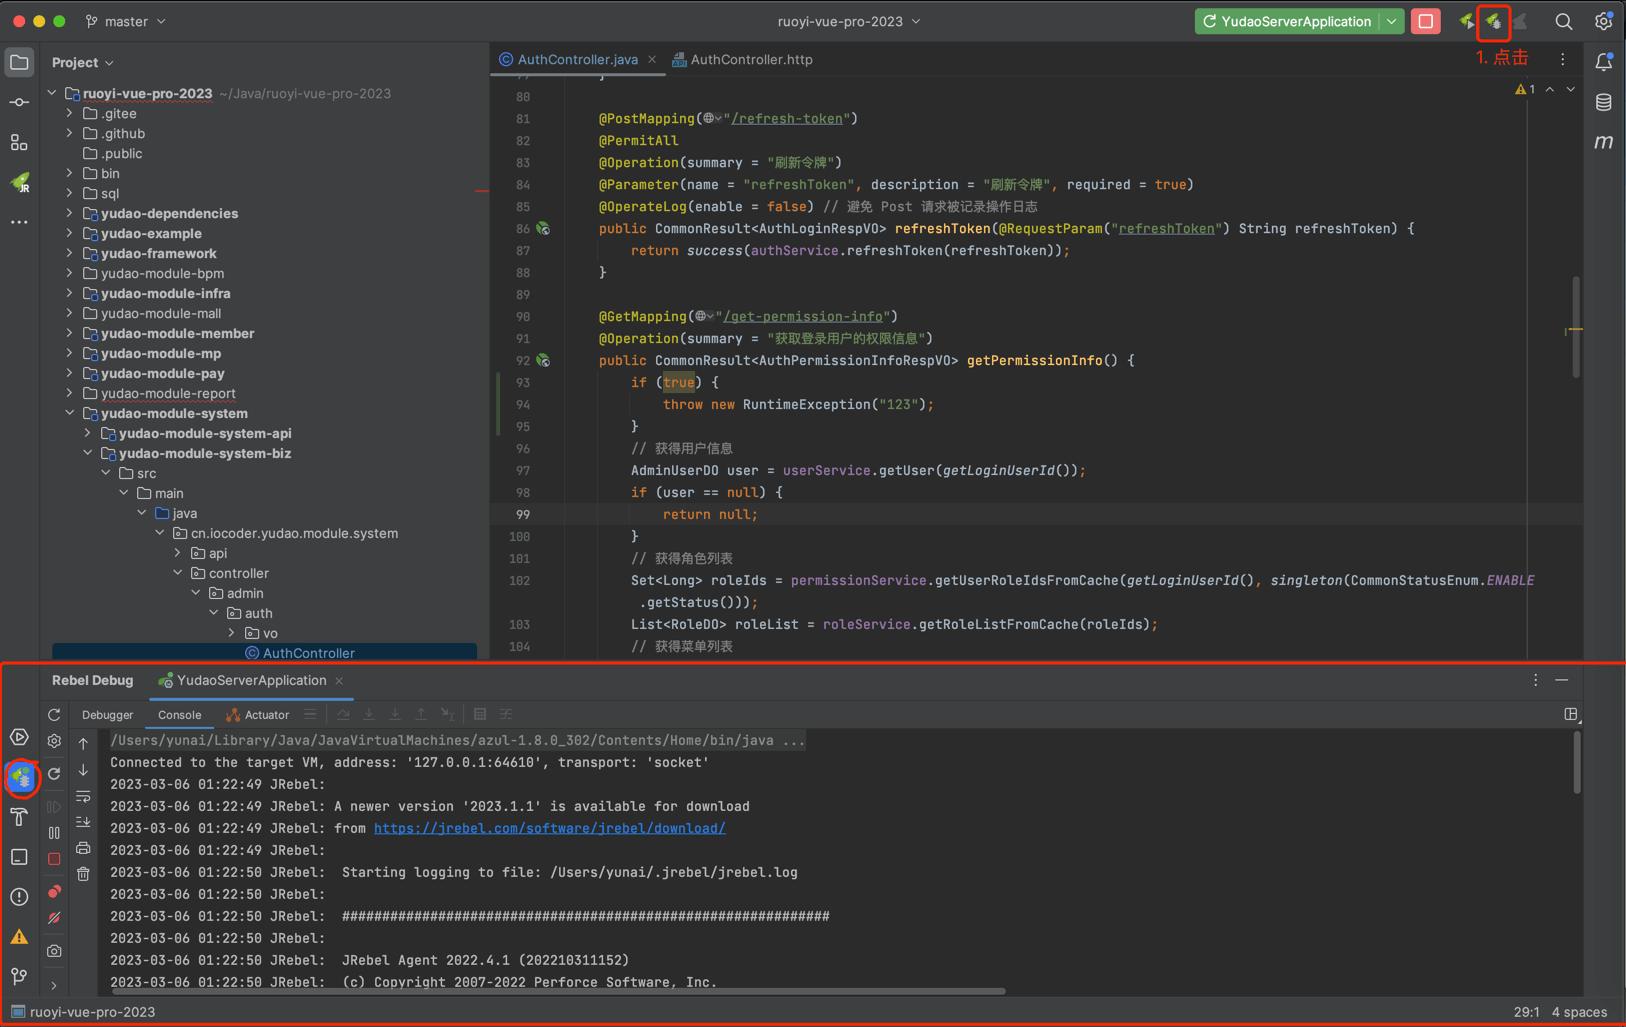 master
ruoyi-vue-pro-2023
YudaoServerApplication
1. 点击
Project
AuthController.java
AuthController.http
ruoyi-vue-pro-2023 ~/Java/ruoyi-vue-pro-2023
.gitee
.github
.public
bin
sql
yudao-dependencies
yudao-example
yudao-framework
yudao-module-bpm
yudao-module-infra
yudao-module-mall
yudao-module-member
yudao-module-mp
yudao-module-pay
yudao-module-report
yudao-module-system
yudao-module-system-api
yudao-module-system-biz
src
main
java
cn.iocoder.yudao.module.system
api
controller
admin
auth
vo
AuthController
1
m
JR
80
81 @PostMapping("/refresh-token")
82 @PermitAll
83 @Operation(summary = "刷新令牌")
84 @Parameter(name = "refreshToken", description = "刷新令牌", required = true)
85 @OperateLog(enable = false) // 避免 Post 请求被记录操作日志
86 public CommonResult<AuthLoginRespVO> refreshToken(@RequestParam("refreshToken") String refreshToken) {
87 return success(authService.refreshToken(refreshToken));
88 }
89
90 @GetMapping("/get-permission-info")
91 @Operation(summary = "获取登录用户的权限信息")
92 public CommonResult<AuthPermissionInfoRespVO> getPermissionInfo() {
93 if (true) {
94 throw new RuntimeException("123");
95 }
96 // 获得用户信息
97 AdminUserDO user = userService.getUser(getLoginUserId());
98 if (user == null) {
99 return null;
100 }
101 // 获得角色列表
102 Set<Long> roleIds = permissionService.getUserRoleIdsFromCache(getLoginUserId(), singleton(CommonStatusEnum.ENABLE
.getStatus()));
103 List<RoleDO> roleList = roleService.getRoleListFromCache(roleIds);
104 // 获得菜单列表
Rebel Debug
YudaoServerApplication
Debugger
Console
Actuator
/Users/yunai/Library/Java/JavaVirtualMachines/azul-1.8.0_302/Contents/Home/bin/java ...
Connected to the target VM, address: '127.0.0.1:64610', transport: 'socket'
2023-03-06 01:22:49 JRebel:
2023-03-06 01:22:49 JRebel: A newer version '2023.1.1' is available for download
2023-03-06 01:22:49 JRebel: from https://jrebel.com/software/jrebel/download/
2023-03-06 01:22:49 JRebel:
2023-03-06 01:22:50 JRebel: Starting logging to file: /Users/yunai/.jrebel/jrebel.log
2023-03-06 01:22:50 JRebel:
2023-03-06 01:22:50 JRebel: #############################################################
2023-03-06 01:22:50 JRebel:
2023-03-06 01:22:50 JRebel: JRebel Agent 2022.4.1 (202210311152)
2023-03-06 01:22:50 JRebel: (c) Copyright 2007-2022 Perforce Software, Inc.
ruoyi-vue-pro-2023
29:1 4 spaces